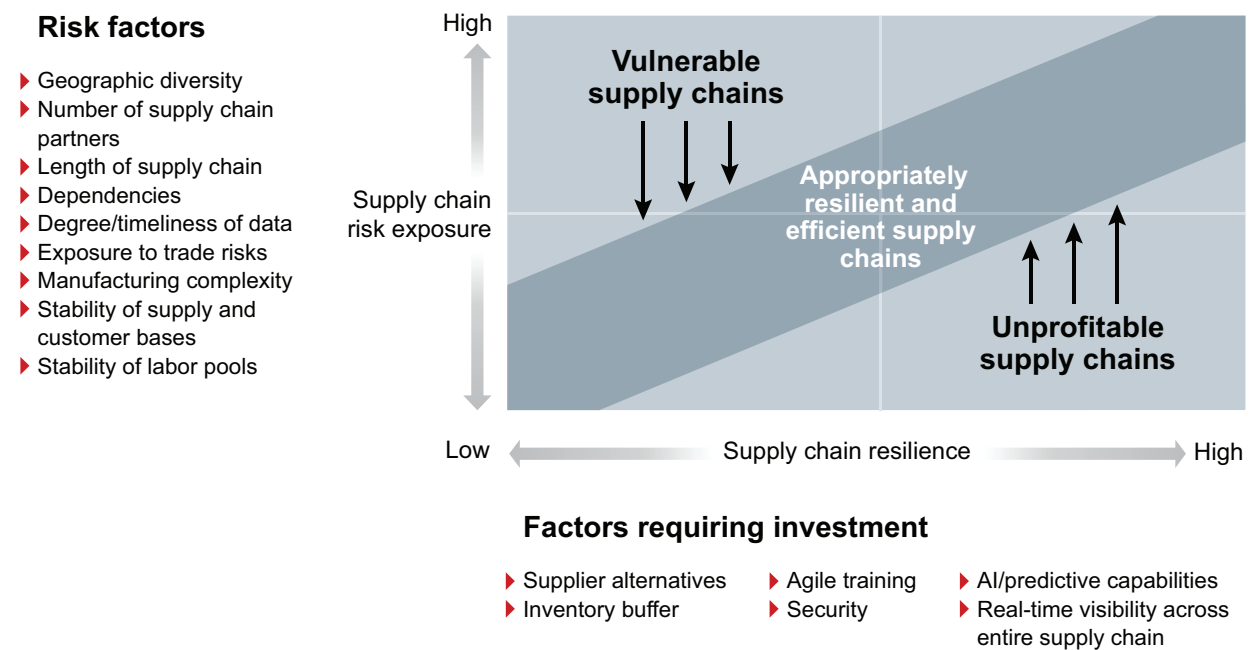 Risk factors
Geographic diversity
Number of supply chain
partners
Length of supply chain
Dependencies
Degree/timeliness of data
Exposure to trade risks
Manufacturing complexity
Stability of supply and
customer bases
Stability of labor pools
High
Supply chain
risk exposure
Low
Vulnerable
supply chains
Appropriately
resilient and
efficient supply
chains
Unprofitable
supply chains
Supply chain resilience
High
Factors requiring investment
Supplier alternatives
Inventory buffer
Agile training
Security
AI/predictive capabilities
Real-time visibility across
entire supply chain